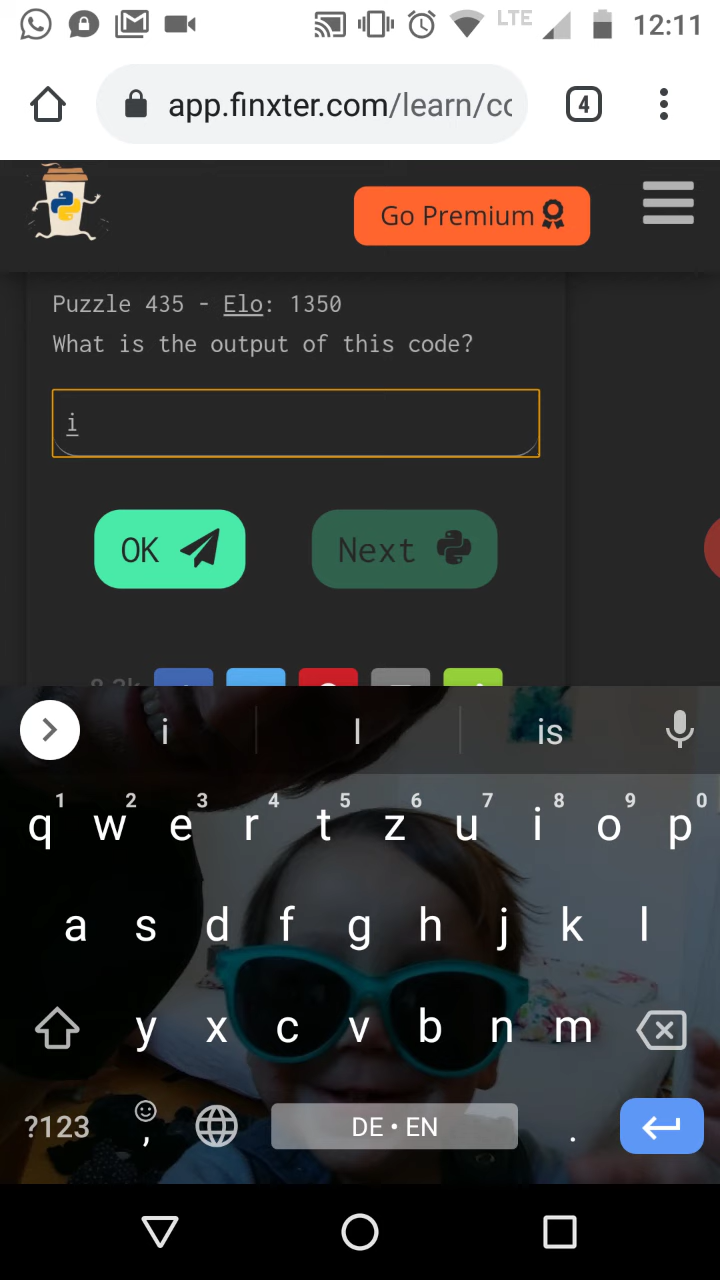 LTE 12:11
app.finxter.com/learn/cc
4
Go Premium
Puzzle 435 - Elo: 1350
What is the output of this code?
i
OK
Next
i I is
1 2 3 4 5 6 7 8 9 0
q w e r t z u i o p
a s d f g h j k l
y x c v b n m
?123 , DE • EN .